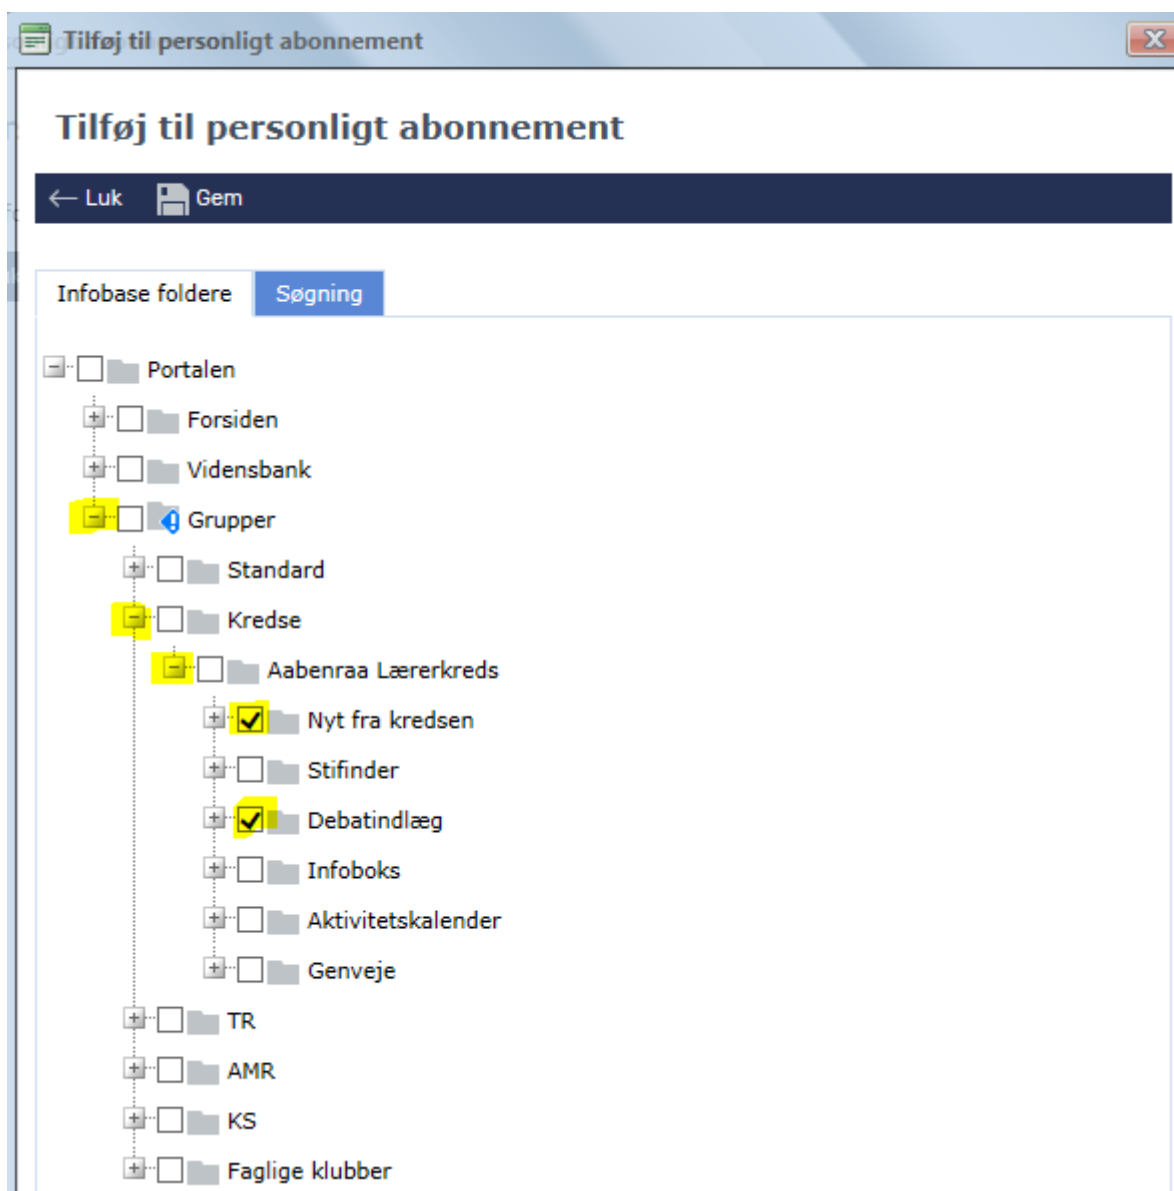 Tilføj til personligt abonnement
Tilføj til personligt abonnement
Luk Gem
Infobase foldere Søgning
Portalen
Forsiden
Vidensbank
Grupper
Standard
Kredse
Aabenraa Lærerkreds
Nyt fra kredsen
Stifinder
Debatindlæg
Infoboks
Aktivitetskalender
Genveje
TR
AMR
KS
Faglige klubber